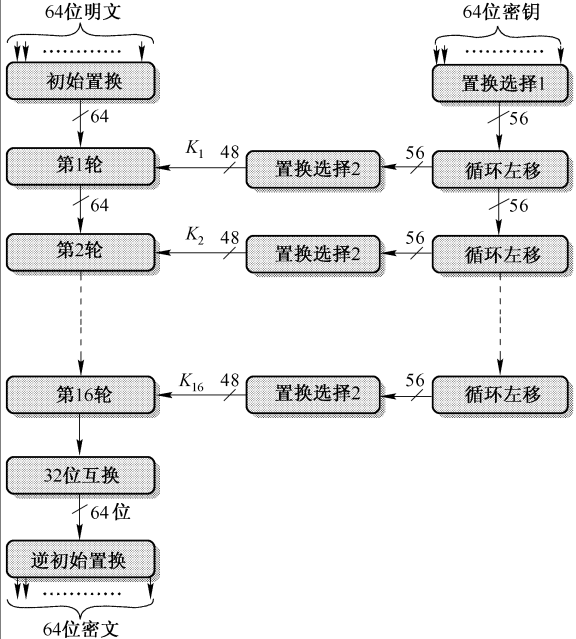 64位明文
64位密钥
初始置换
置换选择1
64
56
第1轮
K1
48
置换选择2
56
循环左移
64
56
第2轮
K2
48
置换选择2
56
循环左移
第16轮
K16
48
置换选择2
56
循环左移
32位互换
64位
逆初始置换
64位密文